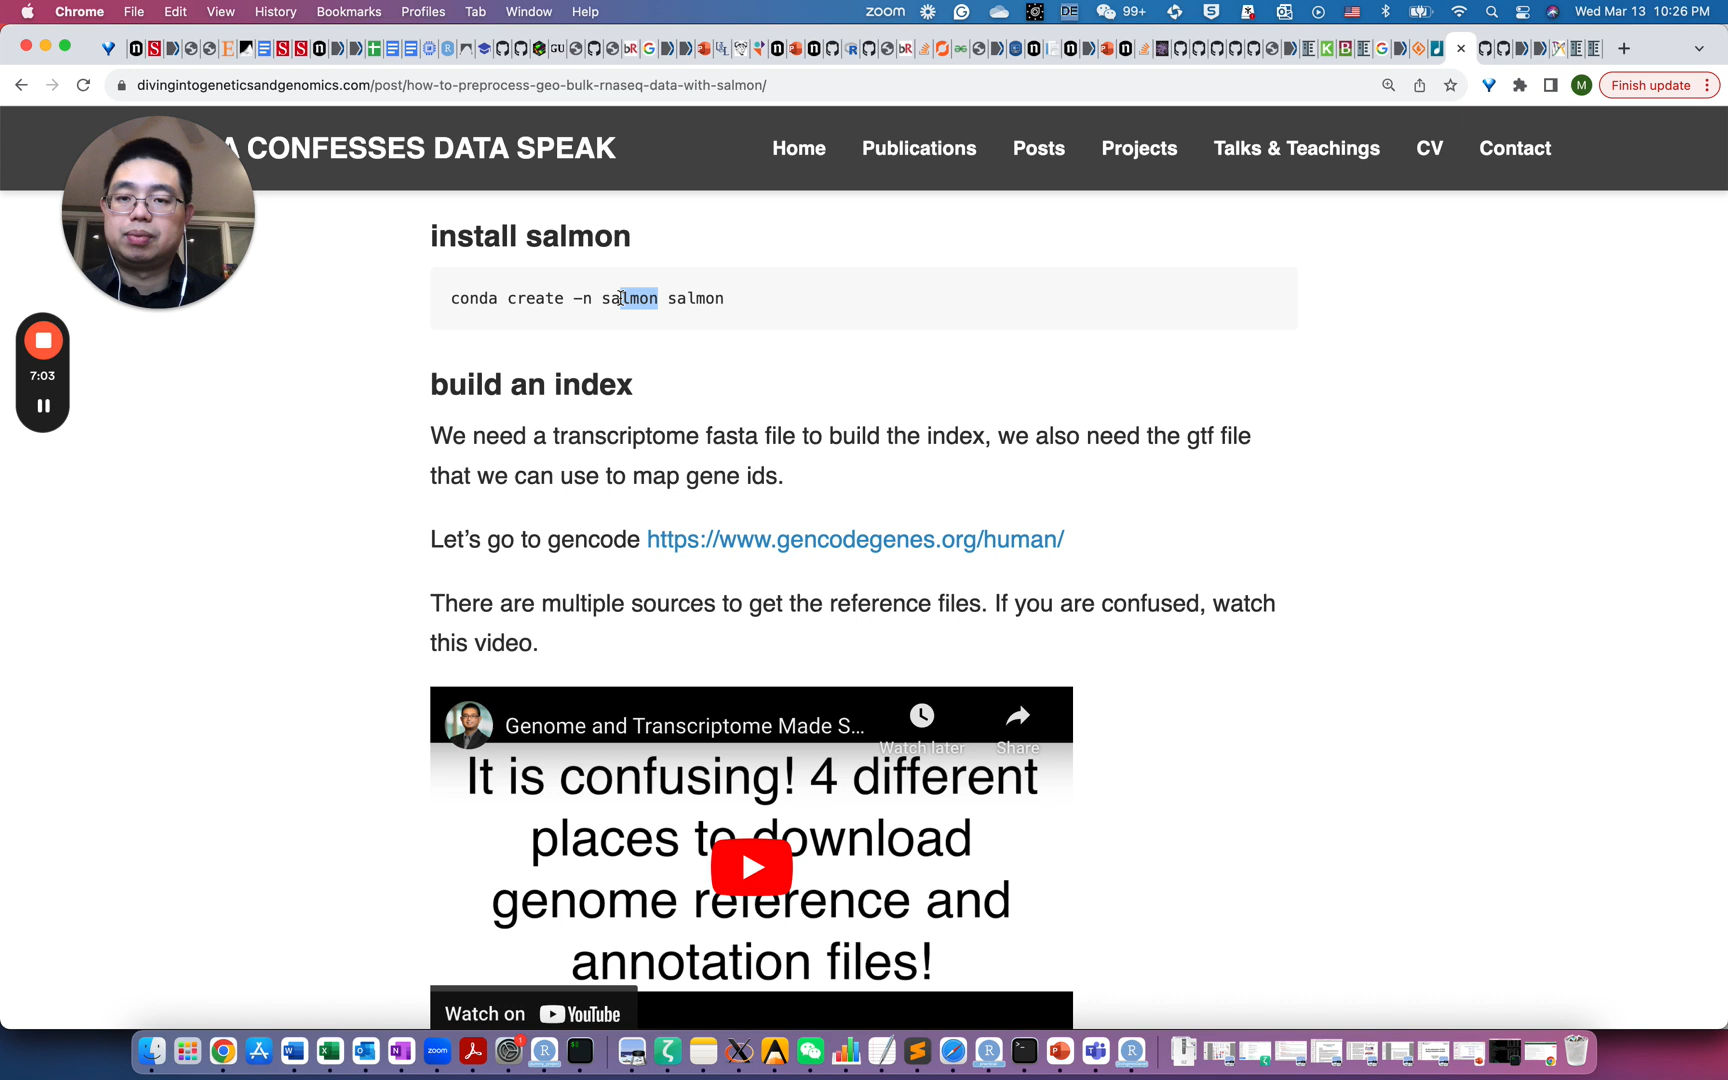 Chrome File Edit View History Bookmarks Profiles Tab Window Help
zoom DE 99+ Wed Mar 13 10:26 PM
divingintogeneticsandgenomics.com/post/how-to-preprocess-geo-bulk-rnaseq-data-with-salmon/
M Finish update
A CONFESSES DATA SPEAK
Home Publications Posts Projects Talks & Teachings CV Contact
install salmon
conda create -n salmon salmon
7:03
build an index
We need a transcriptome fasta file to build the index, we also need the gtf file
that we can use to map gene ids.
Let’s go to gencode https://www.gencodegenes.org/human/
There are multiple sources to get the reference files. If you are confused, watch
this video.
Genome and Transcriptome Made S...
Watch later Share
It is confusing! 4 different
places to download
genome reference and
annotation files!
Watch on YouTube